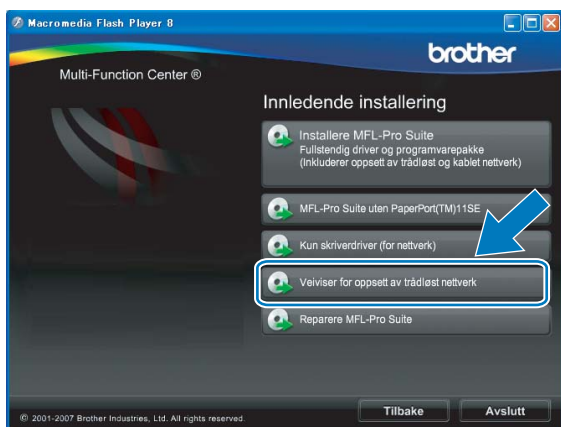 Macromedia Flash Player 8
brother
Multi-Function Center ®
Innledende installering
Installere MFL-Pro Suite
Fullstendig driver og programvarepakke
(Inkluderer oppsett av trådløst og kablet nettverk)
MFL-Pro Suite uten PaperPort(TM)11SE
Kun skriverdriver (for nettverk)
Veiviser for oppsett av trådløst nettverk
Reparere MFL-Pro Suite
© 2001-2007 Brother Industries, Ltd. All rights reserved.
Tilbake
Avslutt